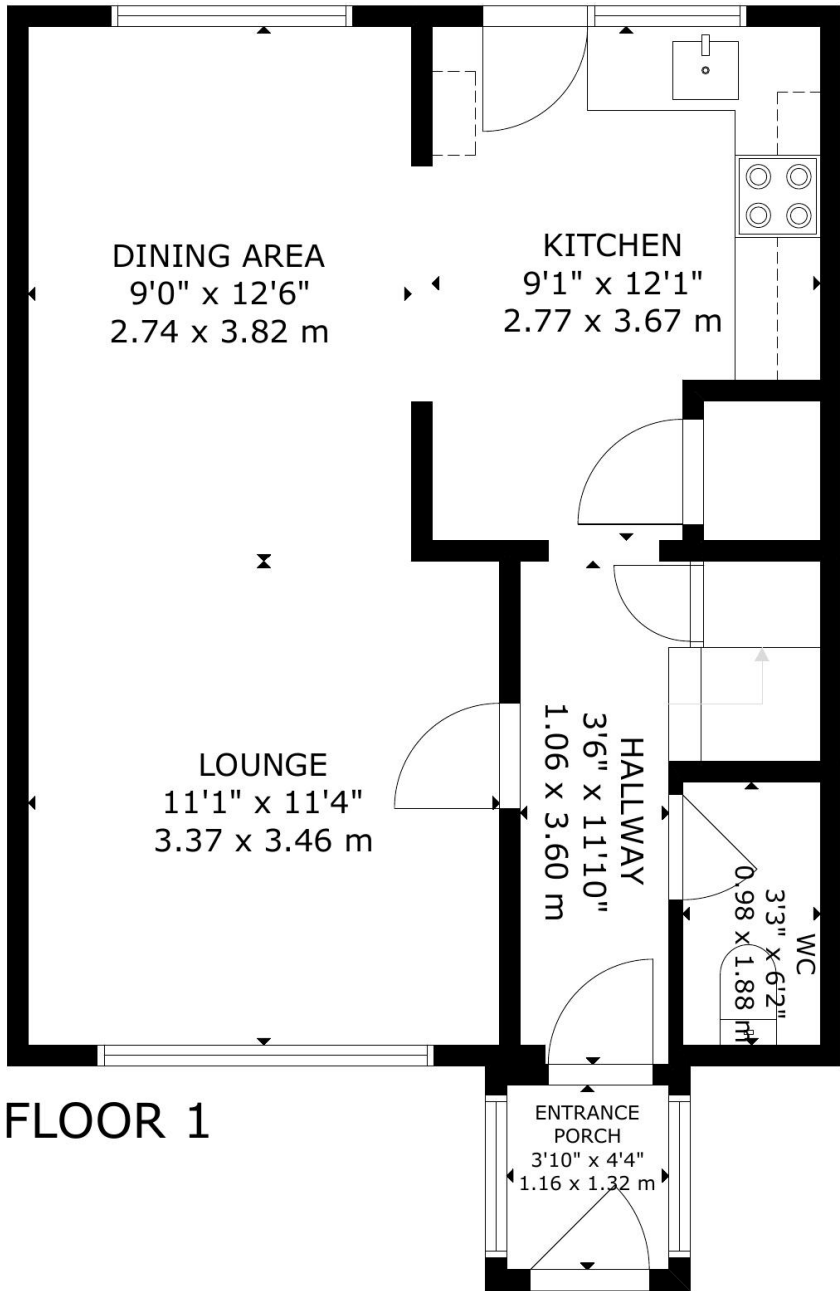 DINING AREA
9'0" x 12'6"
2.74 x 3.82 m
KITCHEN
9'1" x 12'1"
2.77 x 3.67 m
LOUNGE
11'1" x 11'4"
3.37 x 3.46 m
HALLWAY
3'6" x 11'10"
1.06 x 3.60 m
WC
3'3" x 6'2"
0.98 x 1.88 m
FLOOR 1
ENTRANCE
PORCH
3'10" x 4'4"
1.16 x 1.32 m